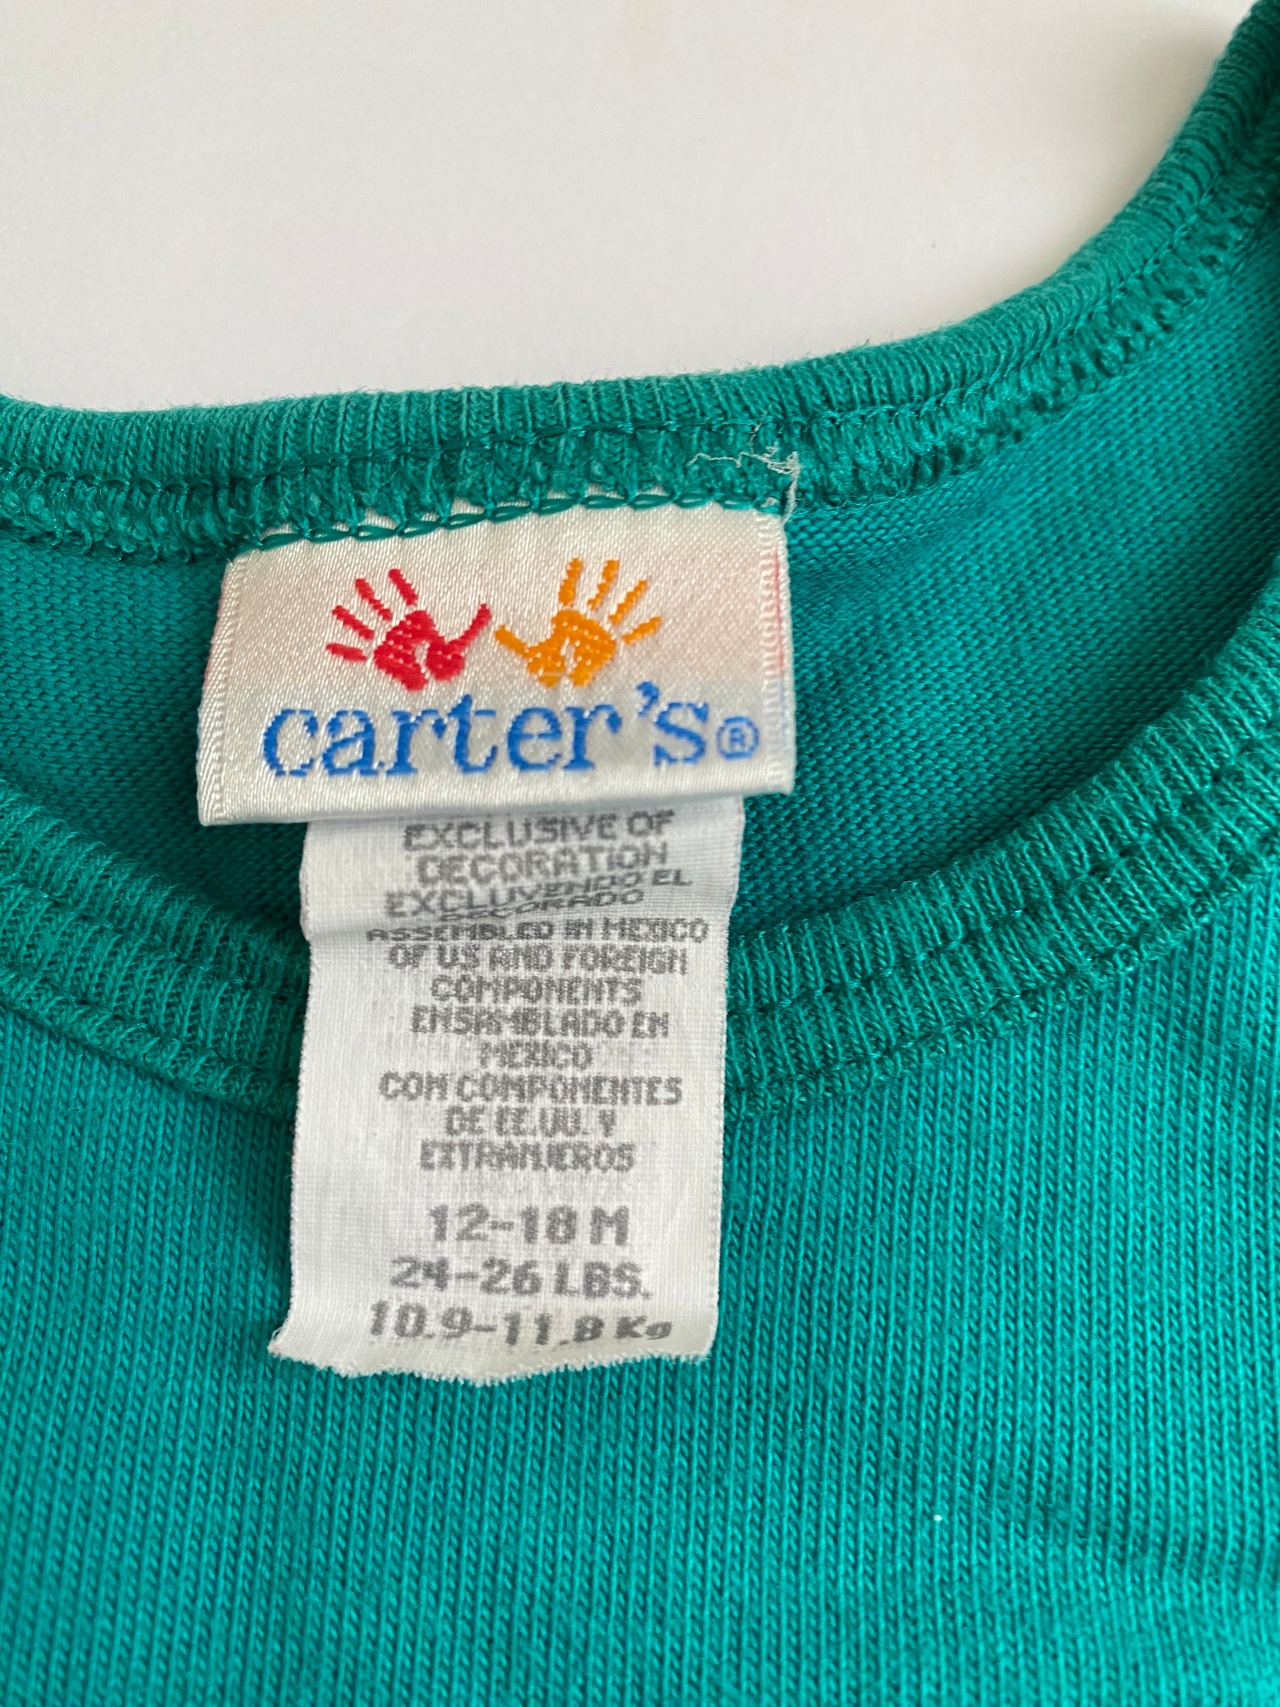 carter's®
EXCLUSIVE OF
DECORATION
EXCLUYENDO EL
DECORADO
ASSEMBLED IN MEXICO
OF US AND FOREIGN
COMPONENTS
ENSAMBLADO EN
MEXICO
CON COMPONENTES
DE EE.UU. Y
EXTRANJEROS
12-18 M
24-26 LBS.
10.9-11.8 Kg